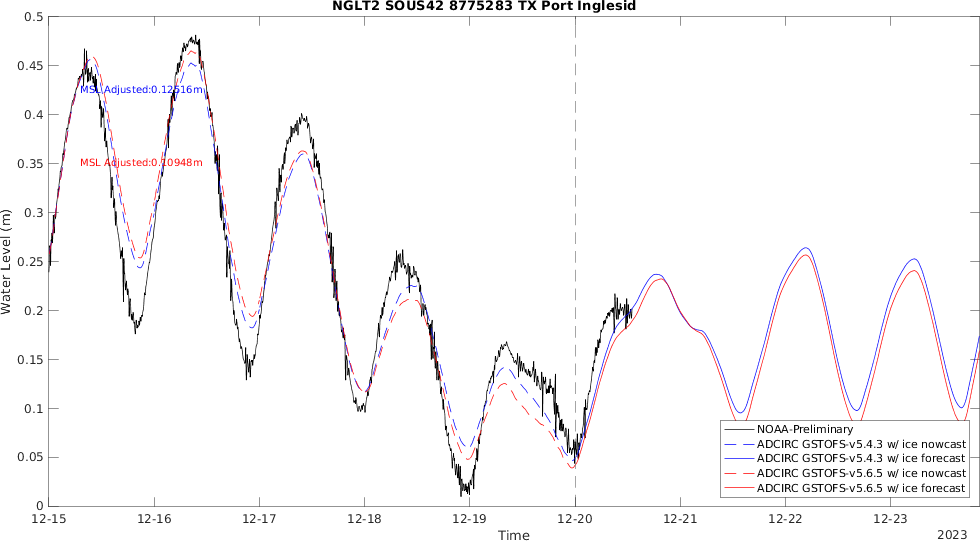 NGLT2 SOUS42 8775283 TX Port Inglesid
0.5
0.45
0.4
0.35
0.3
0.25
0.2
0.15
0.1
0.05
0
Water Level (m)
MSL Adjusted:0.12516m
MSL Adjusted:0.10948m
NOAA-Preliminary
ADCIRC GSTOFS-v5.4.3 w/ ice nowcast
ADCIRC GSTOFS-v5.4.3 w/ ice forecast
ADCIRC GSTOFS-v5.6.5 w/ ice nowcast
ADCIRC GSTOFS-v5.6.5 w/ ice forecast
12-15 12-16 12-17 12-18 12-19 12-20 12-21 12-22 12-23
Time
2023